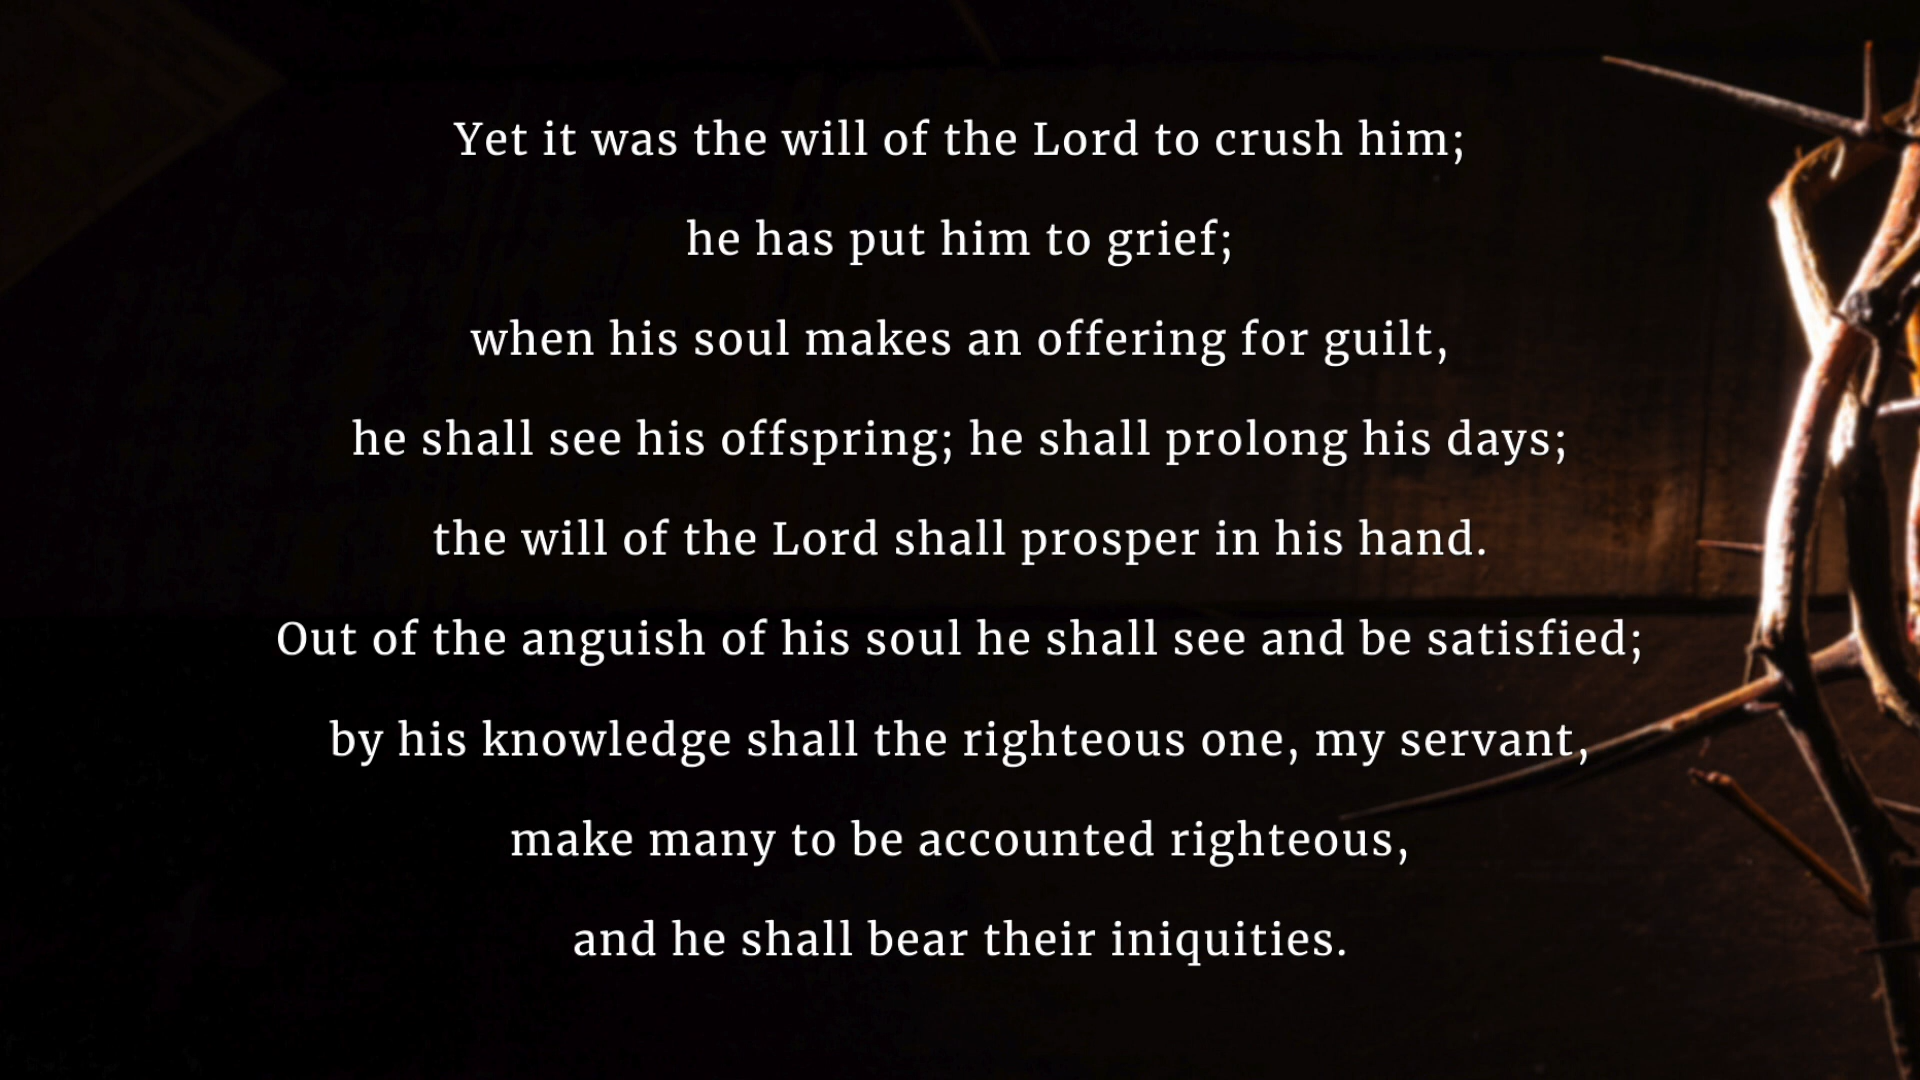 Yet it was the will of the Lord to crush him;
he has put him to grief;
when his soul makes an offering for guilt,
he shall see his offspring; he shall prolong his days;
the will of the Lord shall prosper in his hand.
Out of the anguish of his soul he shall see and be satisfied;
by his knowledge shall the righteous one, my servant,
make many to be accounted righteous,
and he shall bear their iniquities.